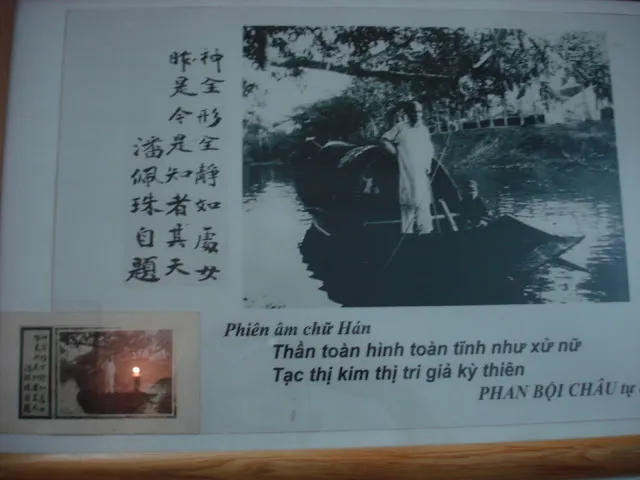 神全形全靜如處女
昨是今是知者其天
潘佩珠自題
Phiên âm chữ Hán
Thần toàn hình toàn tĩnh như xử nữ
Tạc thị kim thị tri giả kỳ thiên
PHAN BỘI CHÂU tự